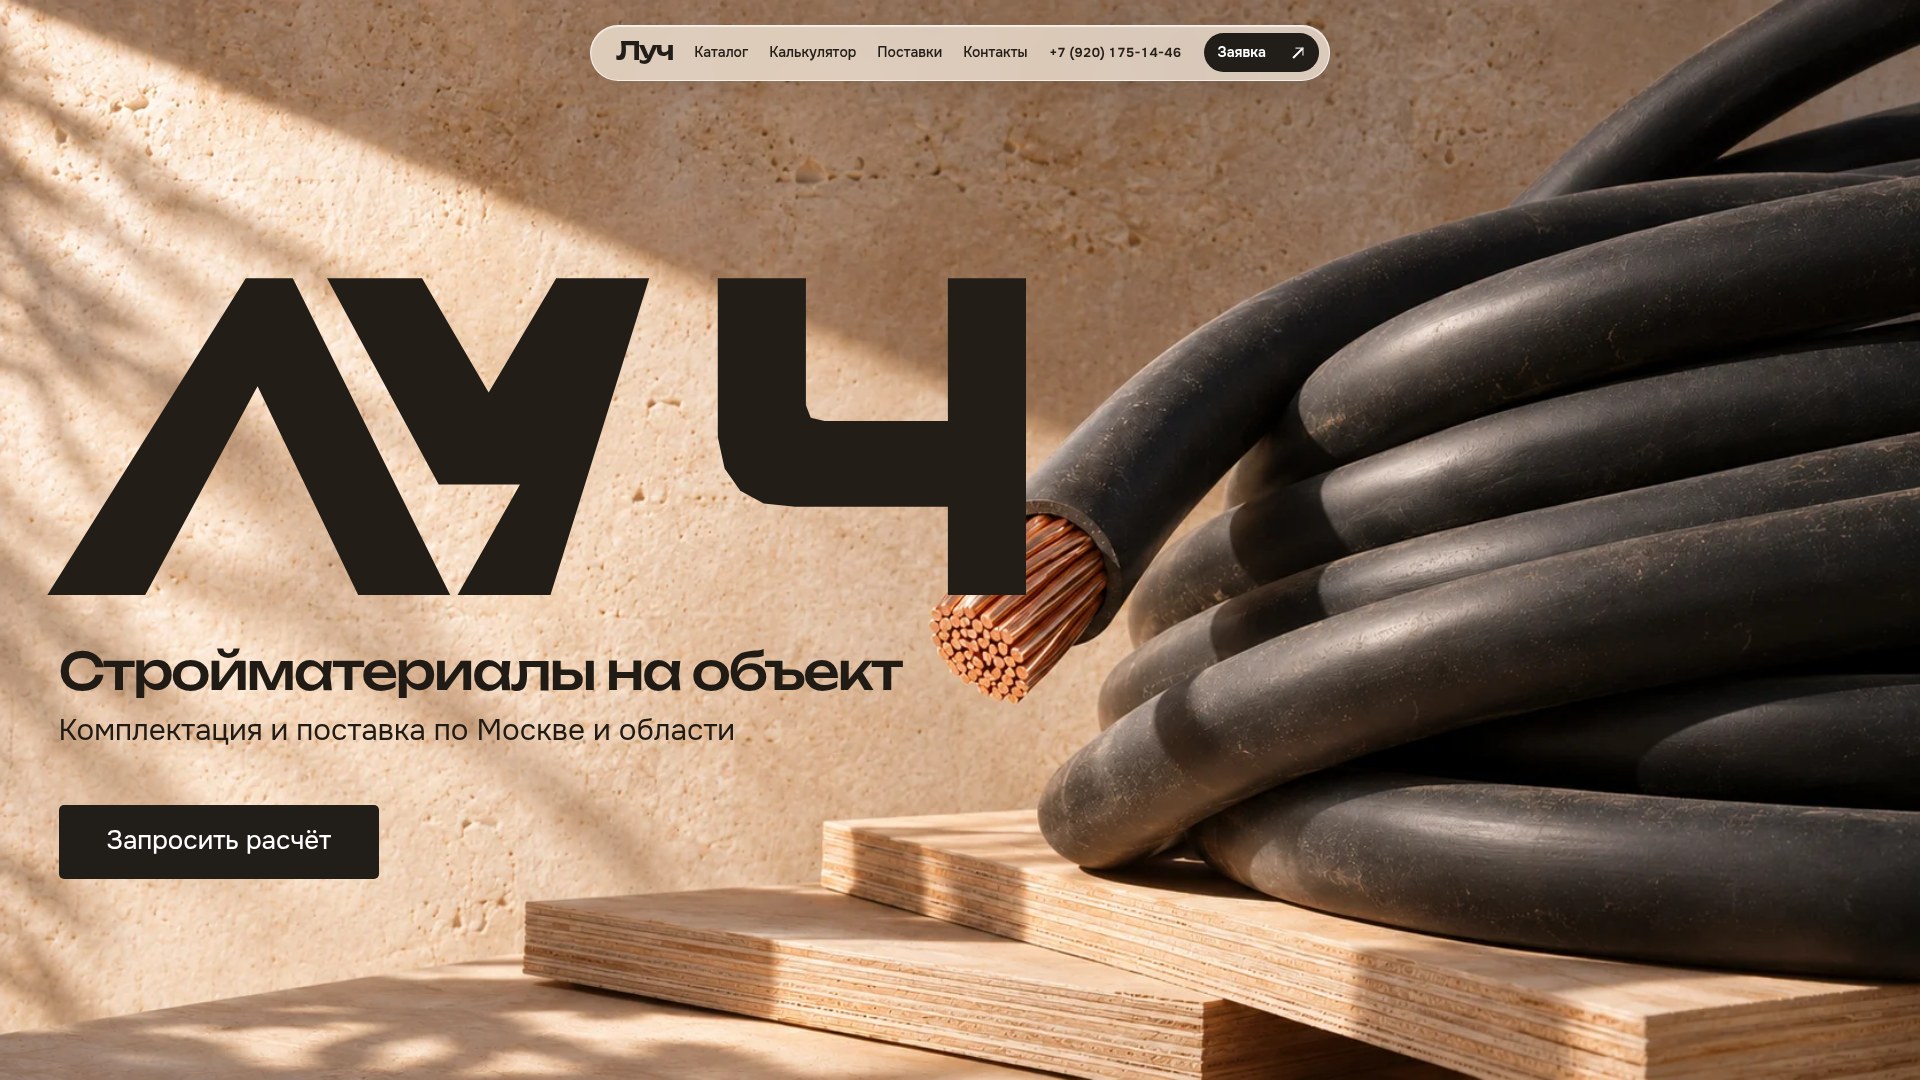 Луч Каталог Калькулятор Поставки Контакты +7 (920) 175-14-46 Заявка
ЛУЧ
Стройматериалы на объект
Комплектация и поставка по Москве и области
Запросить расчёт